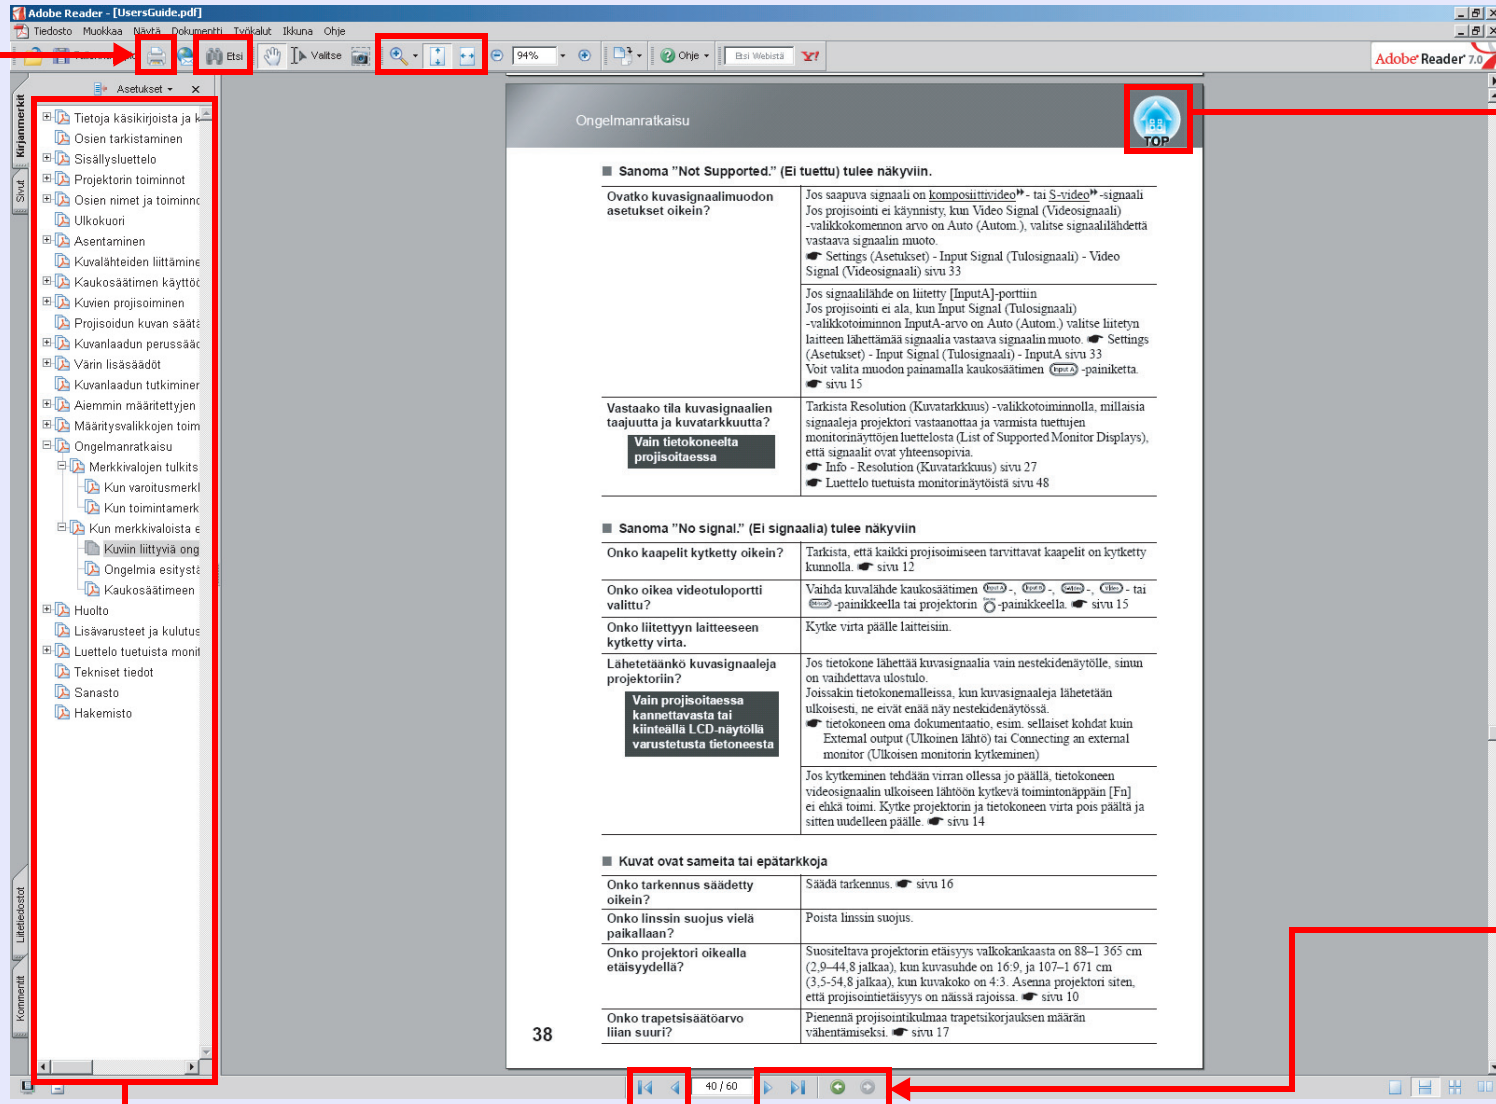 Adobe Reader - [UsersGuide.pdf]
Tiedosto Muokkaa Näytä Dokumentti Työkalut Ikkuna Ohje
Etsi Valitse 94% Ohje Etsi Webistä Y!
Adobe Reader 7.0
Kirjanmerkit
Sivut
Liitetiedostot
Kommentit
Asetukset
Tietoja käsikirjoista ja k
Osien tarkistaminen
Sisällysluettelo
Projektorin toiminnot
Osien nimet ja toiminno
Ulkokuori
Asentaminen
Kuvalähteiden liittämine
Kaukosäätimen käyttöö
Kuvien projisoiminen
Projisoidun kuvan säätä
Kuvanlaadun perussääd
Värin lisäsäädöt
Kuvanlaadun tutkiminen
Aiemmin määritettyjen
Määritysvalikkojen toim
Ongelmanratkaisu
Merkkivalojen tulkits
Kun varoitusmerkl
Kun toimintamerk
Kun merkkivaloista e
Kuviin liittyviä ong
Ongelmia esitystä
Kaukosäätimeen
Huolto
Lisävarusteet ja kulutus
Luettelo tuetuista monit
Tekniset tiedot
Sanasto
Hakemisto
Ongelmanratkaisu
TOP
Sanoma "Not Supported." (Ei tuettu) tulee näkyviin.
Ovatko kuvasignaalimuodon
asetukset oikein?
Jos saapuva signaali on komposiittivideo - tai S-video -signaali
Jos projisointi ei käynnisty, kun Video Signal (Videosignaali)
-valikkokomennon arvo on Auto (Autom.), valitse signaalilähdettä
vastaava signaalin muoto.
Settings (Asetukset) - Input Signal (Tulosignaali) - Video
Signal (Videosignaali) sivu 33
Jos signaalilähde on liitetty [InputA]-porttiin
Jos projisointi ei ala, kun Input Signal (Tulosignaali)
-valikkotoiminnon InputA-arvo on Auto (Autom.) valitse liitetyn
laitteen lähettämää signaalia vastaava signaalin muoto. Settings
(Asetukset) - Input Signal (Tulosignaali) - InputA sivu 33
Voit valita muodon painamalla kaukosäätimen Input A -painiketta.
sivu 15
Vastaako tila kuvasignaalien
taajuutta ja kuvatarkkuutta?
Vain tietokoneelta
projisoitaessa
Tarkista Resolution (Kuvatarkkuus) -valikkotoiminnolla, millaisia
signaaleja projektori vastaanottaa ja varmista tuettujen
monitorinäyttöjen luettelosta (List of Supported Monitor Displays),
että signaalit ovat yhteensopivia.
Info - Resolution (Kuvatarkkuus) sivu 27
Luettelo tuetuista monitorinäytöistä sivu 48
Sanoma "No signal." (Ei signaalia) tulee näkyviin
Onko kaapelit kytketty oikein?
Tarkista, että kaikki projisoimiseen tarvittavat kaapelit on kytketty
kunnolla. sivu 12
Onko oikea videotuloportti
valittu?
Vaihda kuvalähde kaukosäätimen Input A -, Input B -, S-Video -, Video - tai
-painikkeella tai projektorin -painikkeella. sivu 15
Onko liitettyyn laitteeseen
kytketty virta.
Kytke virta päälle laitteisiin.
Lähetetäänkö kuvasignaaleja
projektoriin?
Vain projisoitaessa
kannettavasta tai
kiinteällä LCD-näytöllä
varustetusta tietoneesta
Jos tietokone lähettää kuvasignaalia vain nestekidenäytölle, sinun
on vaihdettava ulostulo.
Joissakin tietokonemalleissa, kun kuvasignaaleja lähetetään
ulkoisesti, ne eivät enää näy nestekidenäytössä.
tietokoneen oma dokumentaatio, esim. sellaiset kohdat kuin
External output (Ulkoinen lähtö) tai Connecting an external
monitor (Ulkoisen monitorin kytkeminen)
Jos kytkeminen tehdään virran ollessa jo päällä, tietokoneen
videosignaalin ulkoiseen lähtöön kytkevä toimintonäppäin [Fn]
ei ehkä toimi. Kytke projektorin ja tietokoneen virta pois päältä ja
sitten uudelleen päälle. sivu 14
Kuvat ovat sameita tai epätarkkoja
Onko tarkennus säädetty
oikein?
Säädä tarkennus. sivu 16
Onko linssin suojus vielä
paikallaan?
Poista linssin suojus.
Onko projektori oikealla
etäisyydellä?
Suositeltava projektorin etäisyys valkokankaasta on 88–1 365 cm
(2,9–44,8 jalkaa), kun kuvasuhde on 16:9, ja 107–1 671 cm
(3,5-54,8 jalkaa), kun kuvakoko on 4:3. Asenna projektori siten,
että projisointietäisyys on näissä rajoissa. sivu 10
Onko trapetsisäätöarvo
liian suuri?
Pienennä projisointikulmaa trapetsikorjauksen määrän
vähentämiseksi. sivu 17
38
40 / 60